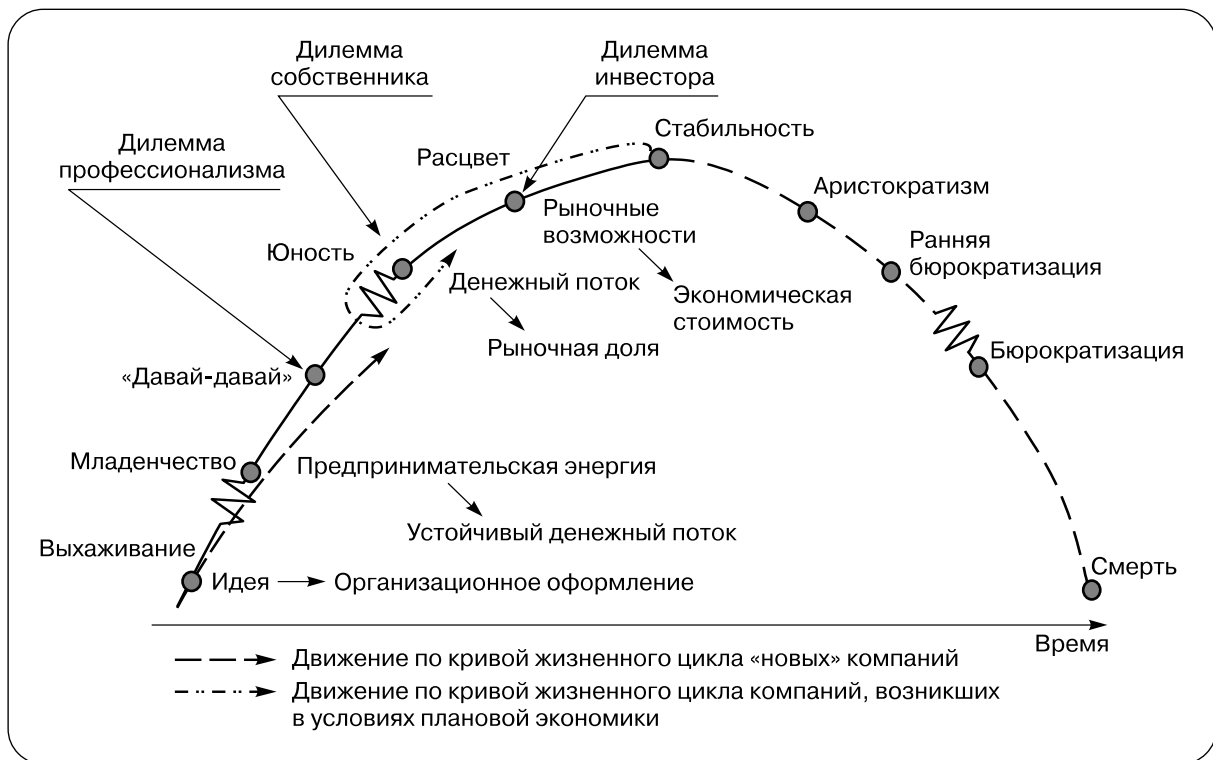 Дилемма
собственника
Дилемма
инвестора
Дилемма
профессионализма
Стабильность
Расцвет
Аристократизм
Юность
Рыночные
возможности
Ранняя
бюрократизация
Денежный поток
Экономическая
стоимость
Рыночная доля
Бюрократизация
«Давай-давай»
Младенчество
Предпринимательская энергия
Устойчивый денежный поток
Выхаживание
Идея
Организационное оформление
Смерть
Время
Движение по кривой жизненного цикла «новых» компаний
Движение по кривой жизненного цикла компаний, возникших
в условиях плановой экономики